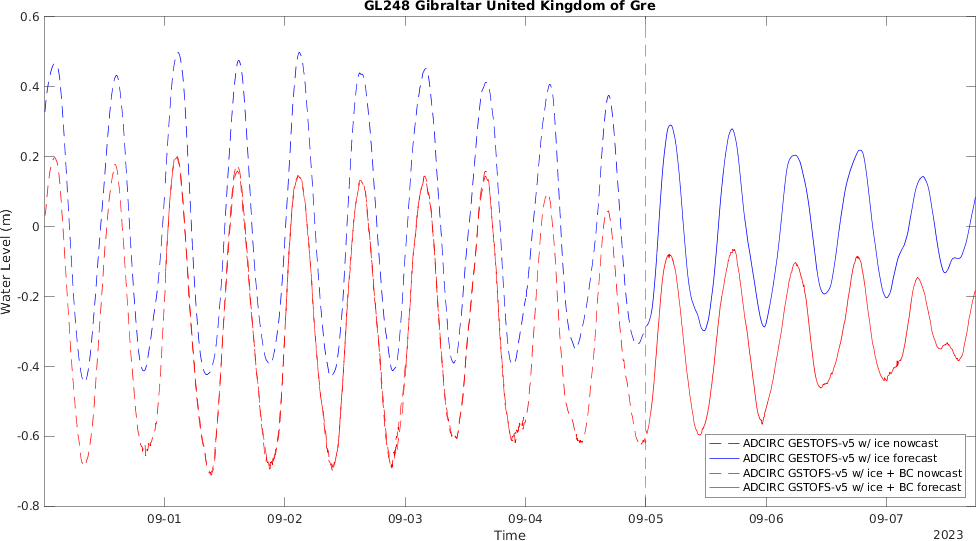 GL248 Gibraltar United Kingdom of Gre
0.6
0.4
0.2
0
-0.2
-0.4
-0.6
-0.8
Water Level (m)
09-01
09-02
09-03
09-04
09-05
09-06
09-07
Time
2023
ADCIRC GESTOFS-v5 w/ ice nowcast
ADCIRC GESTOFS-v5 w/ ice forecast
ADCIRC GSTOFS-v5 w/ ice + BC nowcast
ADCIRC GSTOFS-v5 w/ ice + BC forecast